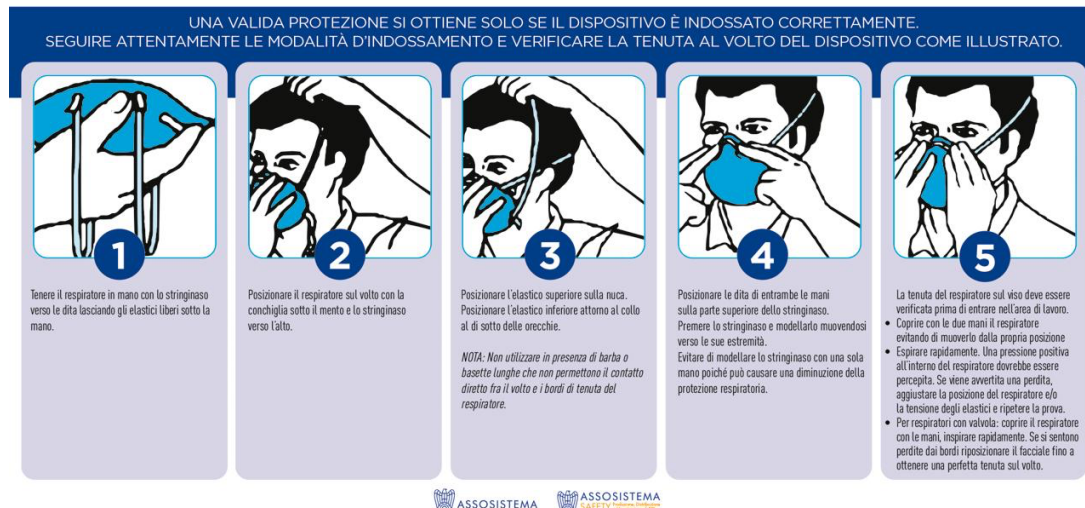 UNA VALIDA PROTEZIONE SI OTTIENE SOLO SE IL DISPOSITIVO È INDOSSATO CORRETTAMENTE.
SEGUIRE ATTENTAMENTE LE MODALITÀ D'INDOSSAMENTO E VERIFICARE LA TENUTA AL VOLTO DEL DISPOSITIVO COME ILLUSTRATO.
1
Tenere il respiratore in mano con lo stringinaso
verso le dita lasciando gli elastici liberi sotto la
mano.
2
Posizionare il respiratore sul volto con la
conchiglia sotto il mento e lo stringinaso
verso l'alto.
3
Posizionare l'elastico superiore sulla nuca.
Posizionare l'elastico inferiore attorno al collo
al di sotto delle orecchie.
NOTA: Non utilizzare in presenza di barba o
basette lunghe che non permettono il contatto
diretto fra il volto e i bordi di tenuta del
respiratore.
4
Posizionare le dita di entrambe le mani
sulla parte superiore dello stringinaso.
Premere lo stringinaso e modellarlo muovendosi
verso le sue estremità.
Evitare di modellare lo stringinaso con una sola
mano poiché può causare una diminuzione della
protezione respiratoria.
5
La tenuta del respiratore sul viso deve essere
verificata prima di entrare nell'area di lavoro.
• Coprire con le due mani il respiratore
evitando di muoverlo dalla propria posizione
• Espirare rapidamente. Una pressione positiva
all'interno del respiratore dovrebbe essere
percepita. Se viene avvertita una perdita,
aggiustare la posizione del respiratore e/o
la tensione degli elastici e ripetere la prova.
• Per respiratori con valvola: coprire il respiratore
con le mani, inspirare rapidamente. Se si sentono
perdite dai bordi riposizionare il facciale fino a
ottenere una perfetta tenuta sul volto.
ASSOSISTEMA
ASSOSISTEMA
SAFETY